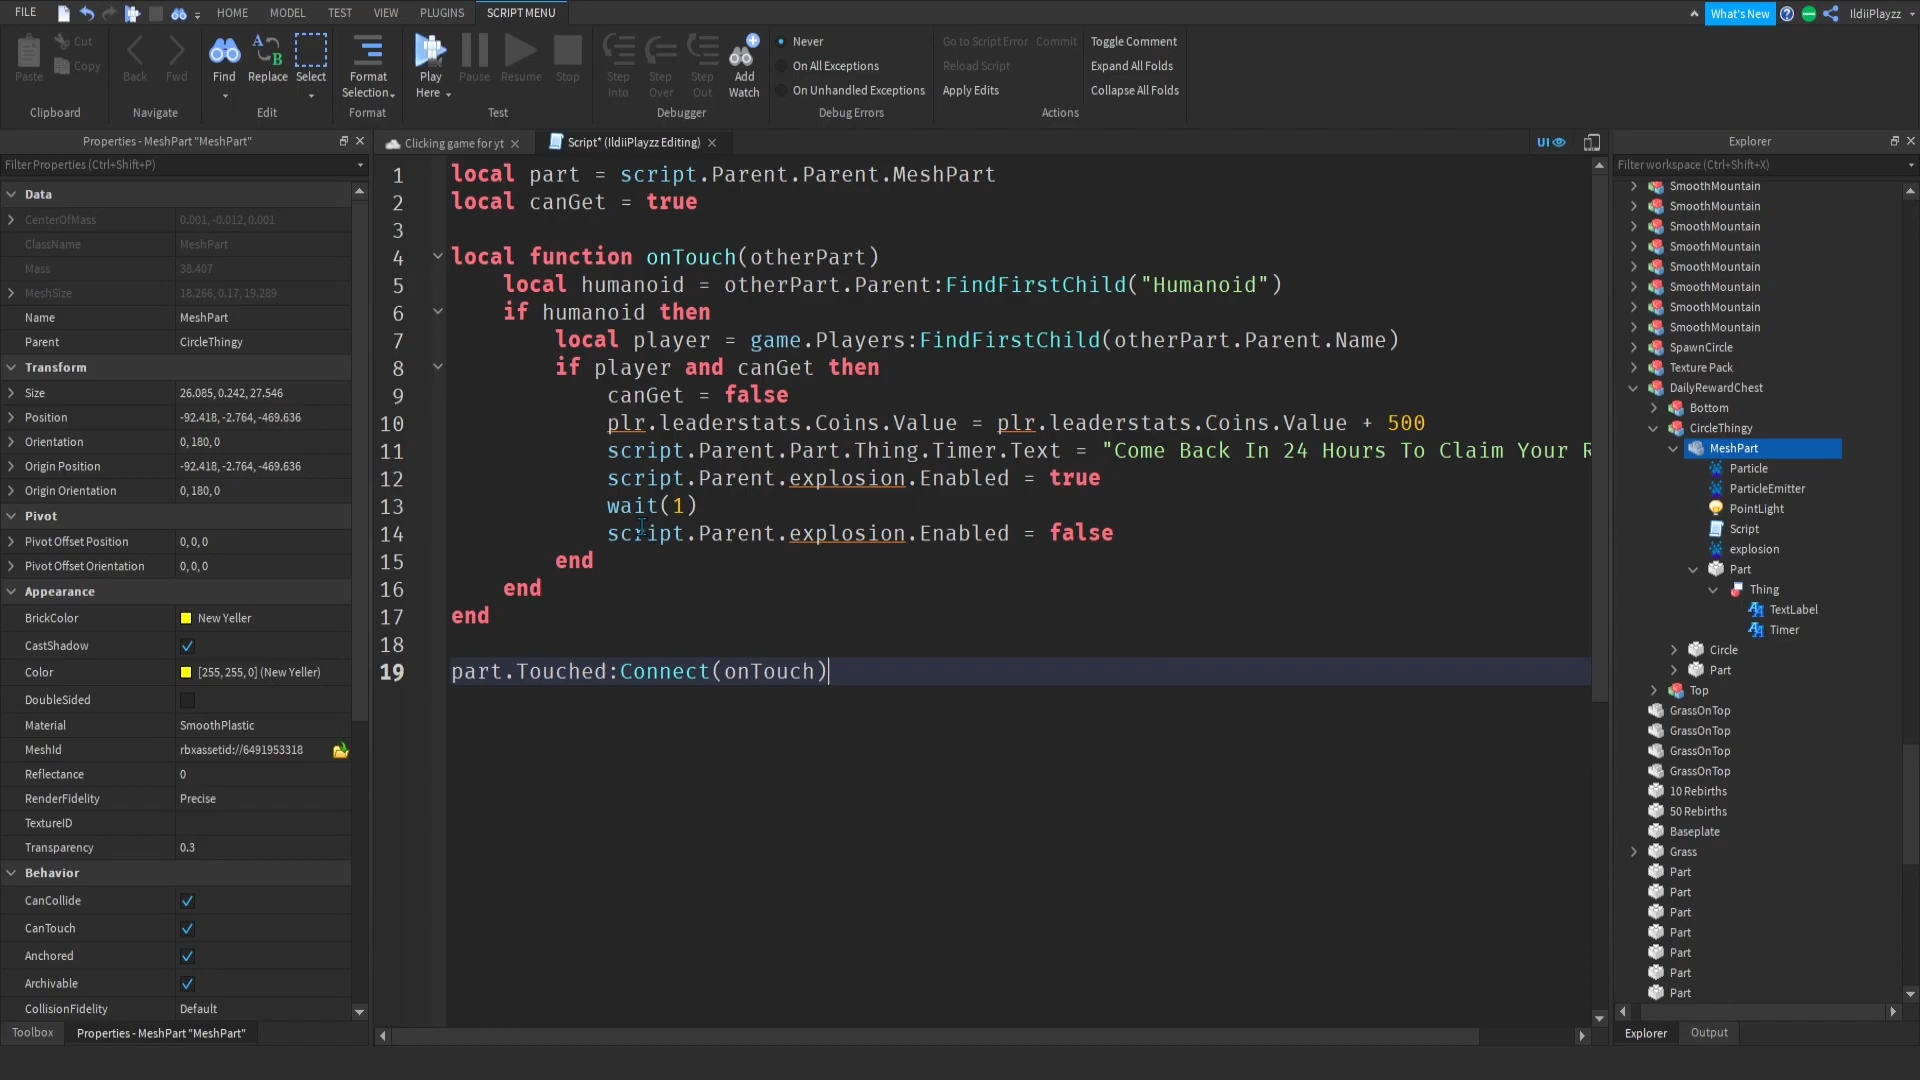 FILE
HOME
MODEL
TEST
VIEW
PLUGINS
SCRIPT MENU
What's New
IldiiPlayzz
Paste
Cut
Copy
Clipboard
Back
Fwd
Navigate
Find
Replace
Select
Edit
Format
Selection
Format
Play
Here
Pause
Resume
Stop
Test
Step
Into
Step
Over
Step
Out
Add
Watch
Debugger
Never
On All Exceptions
On Unhandled Exceptions
Debug Errors
Go to Script Error
Commit
Reload Script
Apply Edits
Toggle Comment
Expand All Folds
Collapse All Folds
Actions
Properties - MeshPart "MeshPart"
Filter Properties (Ctrl+Shift+P)
Data
CenterOfMass 0.001, -0.012, 0.001
ClassName MeshPart
Mass 38.407
MeshSize 18.266, 0.17, 19.289
Name MeshPart
Parent CircleThingy
Transform
Size 26.085, 0.242, 27.546
Position -92.418, -2.764, -469.636
Orientation 0, 180, 0
Origin Position -92.418, -2.764, -469.636
Origin Orientation 0, 180, 0
Pivot
Pivot Offset Position 0, 0, 0
Pivot Offset Orientation 0, 0, 0
Appearance
BrickColor New Yeller
CastShadow
Color [255, 255, 0] (New Yeller)
DoubleSided
Material SmoothPlastic
MeshId rbxassetid://6491953318
Reflectance 0
RenderFidelity Precise
TextureID
Transparency 0.3
Behavior
CanCollide
CanTouch
Anchored
Archivable
CollisionFidelity Default
Toolbox
Properties - MeshPart "MeshPart"
Clicking game for yt
Script* (IldiiPlayzz Editing)
UI
1 local part = script.Parent.Parent.MeshPart
2 local canGet = true
3
4 local function onTouch(otherPart)
5 local humanoid = otherPart.Parent:FindFirstChild("Humanoid")
6 if humanoid then
7 local player = game.Players:FindFirstChild(otherPart.Parent.Name)
8 if player and canGet then
9 canGet = false
10 plr.leaderstats.Coins.Value = plr.leaderstats.Coins.Value + 500
11 script.Parent.Part.Thing.Timer.Text = "Come Back In 24 Hours To Claim Your R
12 script.Parent.explosion.Enabled = true
13 wait(1)
14 script.Parent.explosion.Enabled = false
15 end
16 end
17 end
18
19 part.Touched:Connect(onTouch)
Explorer
Filter workspace (Ctrl+Shift+X)
SmoothMountain
SmoothMountain
SmoothMountain
SmoothMountain
SmoothMountain
SmoothMountain
SmoothMountain
SmoothMountain
SpawnCircle
Texture Pack
DailyRewardChest
Bottom
CircleThingy
MeshPart
Particle
ParticleEmitter
PointLight
Script
explosion
Part
Thing
TextLabel
Timer
Circle
Part
Top
GrassOnTop
GrassOnTop
GrassOnTop
GrassOnTop
10 Rebirths
50 Rebirths
Baseplate
Grass
Part
Part
Part
Part
Part
Part
Part
Explorer
Output